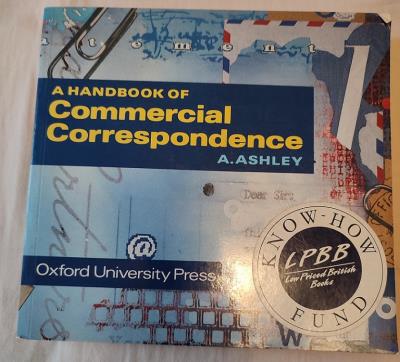 A HANDBOOK OF
Commercial
Correspondence
A.ASHLEY
Dear Sir
@
Oxford University Press
KNOW-HOW
LPBB
Low Priced British
Books
FUND